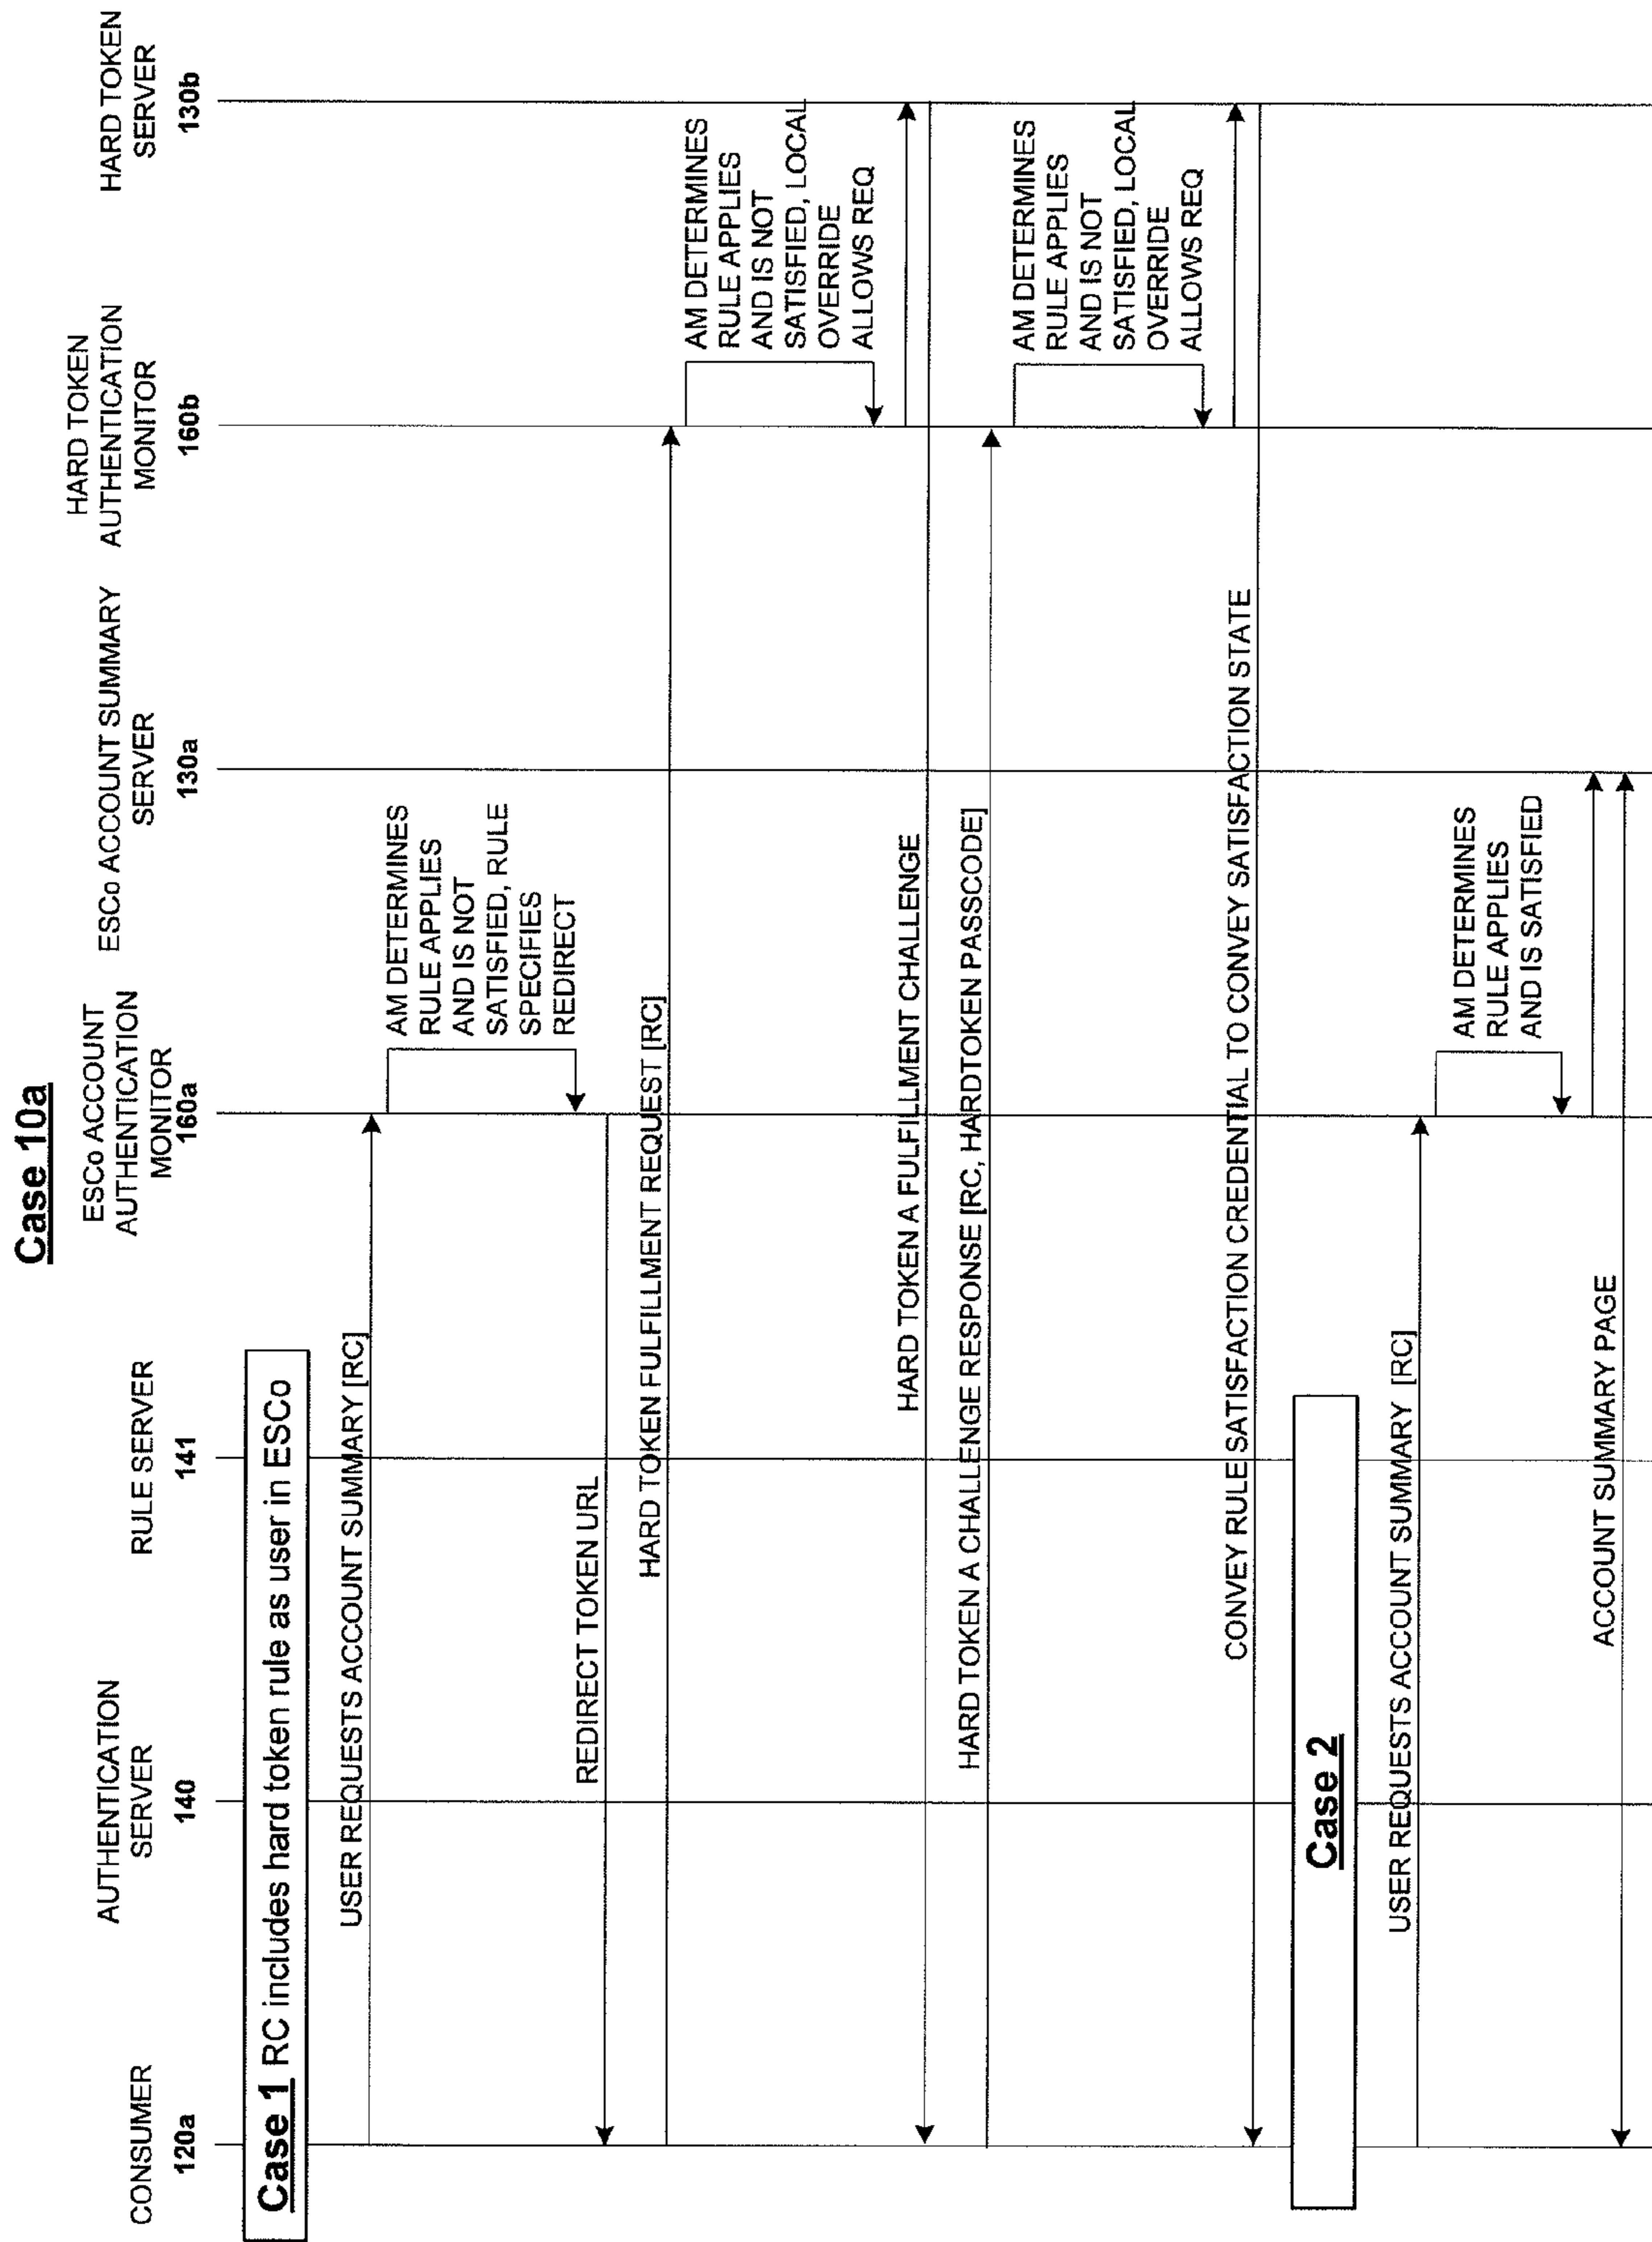 Case 10a
CONSUMER
120a
AUTHENTICATION
SERVER
140
RULE SERVER
141
ESCo ACCOUNT
AUTHENTICATION
MONITOR
160a
ESCo ACCOUNT SUMMARY
SERVER
130a
HARD TOKEN
AUTHENTICATION
MONITOR
160b
HARD TOKEN
SERVER
130b
Case 1 RC includes hard token rule as user in ESCo
USER REQUESTS ACCOUNT SUMMARY [RC]
AM DETERMINES
RULE APPLIES
AND IS NOT
SATISFIED, RULE
SPECIFIES
REDIRECT
REDIRECT TOKEN URL
HARD TOKEN FULFILLMENT REQUEST [RC]
AM DETERMINES
RULE APPLIES
AND IS NOT
SATISFIED, LOCAL
OVERRIDE
ALLOWS REQ
HARD TOKEN A FULFILLMENT CHALLENGE
HARD TOKEN A CHALLENGE RESPONSE [RC, HARDTOKEN PASSCODE]
AM DETERMINES
RULE APPLIES
AND IS NOT
SATISFIED, LOCAL
OVERRIDE
ALLOWS REQ
CONVEY RULE SATISFACTION CREDENTIAL TO CONVEY SATISFACTION STATE
Case 2
USER REQUESTS ACCOUNT SUMMARY [RC]
AM DETERMINES
RULE APPLIES
AND IS SATISFIED
ACCOUNT SUMMARY PAGE